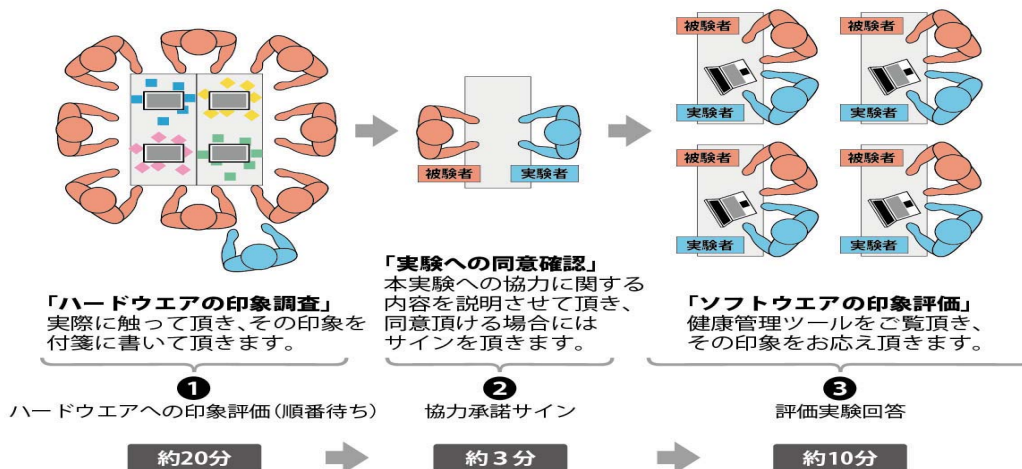 被験者
被験者
実験者
実験者
被験者
実験者
被験者
被験者
実験者
実験者
「ハードウエアの印象調査」
実際に触って頂き、その印象を
付箋に書いて頂きます。
「実験への同意確認」
本実験への協力に関する
内容を説明させて頂き、
同意頂ける場合には
サインを頂きます。
「ソフトウエアの印象評価」
健康管理ツールをご覧頂き、
その印象をお応え頂きます。
1
ハードウエアへの印象評価(順番待ち)
2
協力承諾サイン
3
評価実験回答
約20分
約3分
約10分